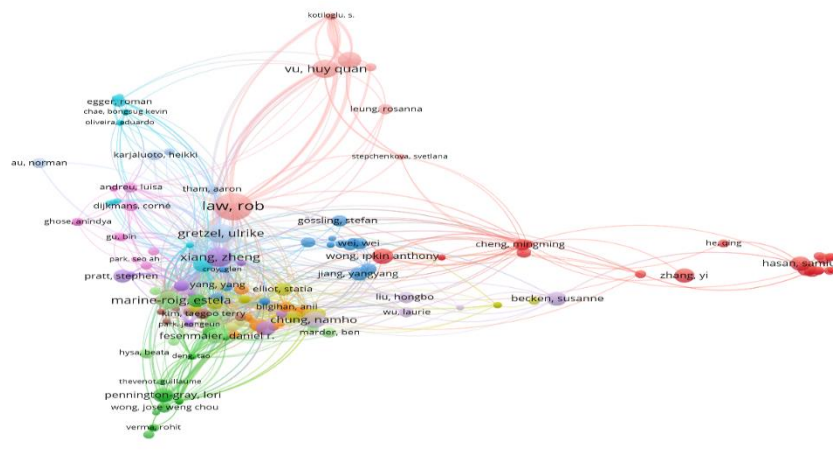 kotiloglu, s.
vu, huy quan
egger, roman
chae, bongsug kevin
leung, rosanna
oliveira, eduardo
karjaluoto, heikki
stepchenkova, svetlana
au, norman
andreu, luisa
tham, aaron
dijkmans, corné
law, rob
ghose, anindya
gössling, stefan
gretzel, ulrike
gu, bin
wei, wei
cheng, mingming
he, qing
xiang, zheng
wong, ipkin anthony
park, seo ah
croy, glen
hasan, samiul
pratt, stephen
jiang, yangyang
zhang, yi
yang, yang
elliot, statia
marine-roig, estela
liu, hongbo
becken, susanne
bilgihan, anil
kim, taegoo terry
wu, laurie
chung, namho
park, jeongeun
fesenmaier, daniel r.
marder, ben
hysa, beata
deng, tao
thevenot, guillaume
pennington-gray, lori
wong, jose weng chou
verma, rohit